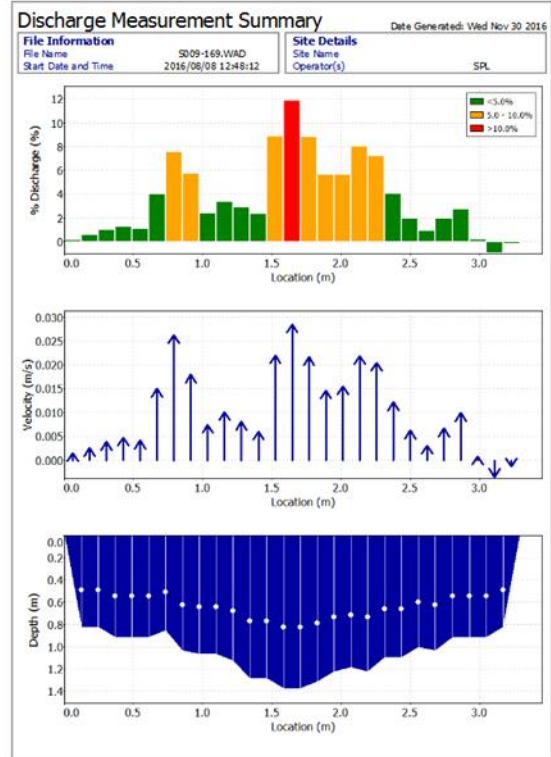 Discharge Measurement Summary
Date Generated: Wed Nov 30 2016
File Information
File Name S009-169.WAD
Start Date and Time 2016/08/08 12:48:12
Site Details
Site Name
Operator(s) SPL
12
10
8
6
4
2
0
% Discharge (%)
<5.0%
5.0 - 10.0%
>10.0%
0.0 0.5 1.0 1.5 2.0 2.5 3.0
Location (m)
0.030
0.025
0.020
0.015
0.010
0.005
0.000
Velocity (m/s)
0.0 0.5 1.0 1.5 2.0 2.5 3.0
Location (m)
0.0
0.2
0.4
0.6
0.8
1.0
1.2
1.4
Depth (m)
0.0 0.5 1.0 1.5 2.0 2.5 3.0
Location (m)